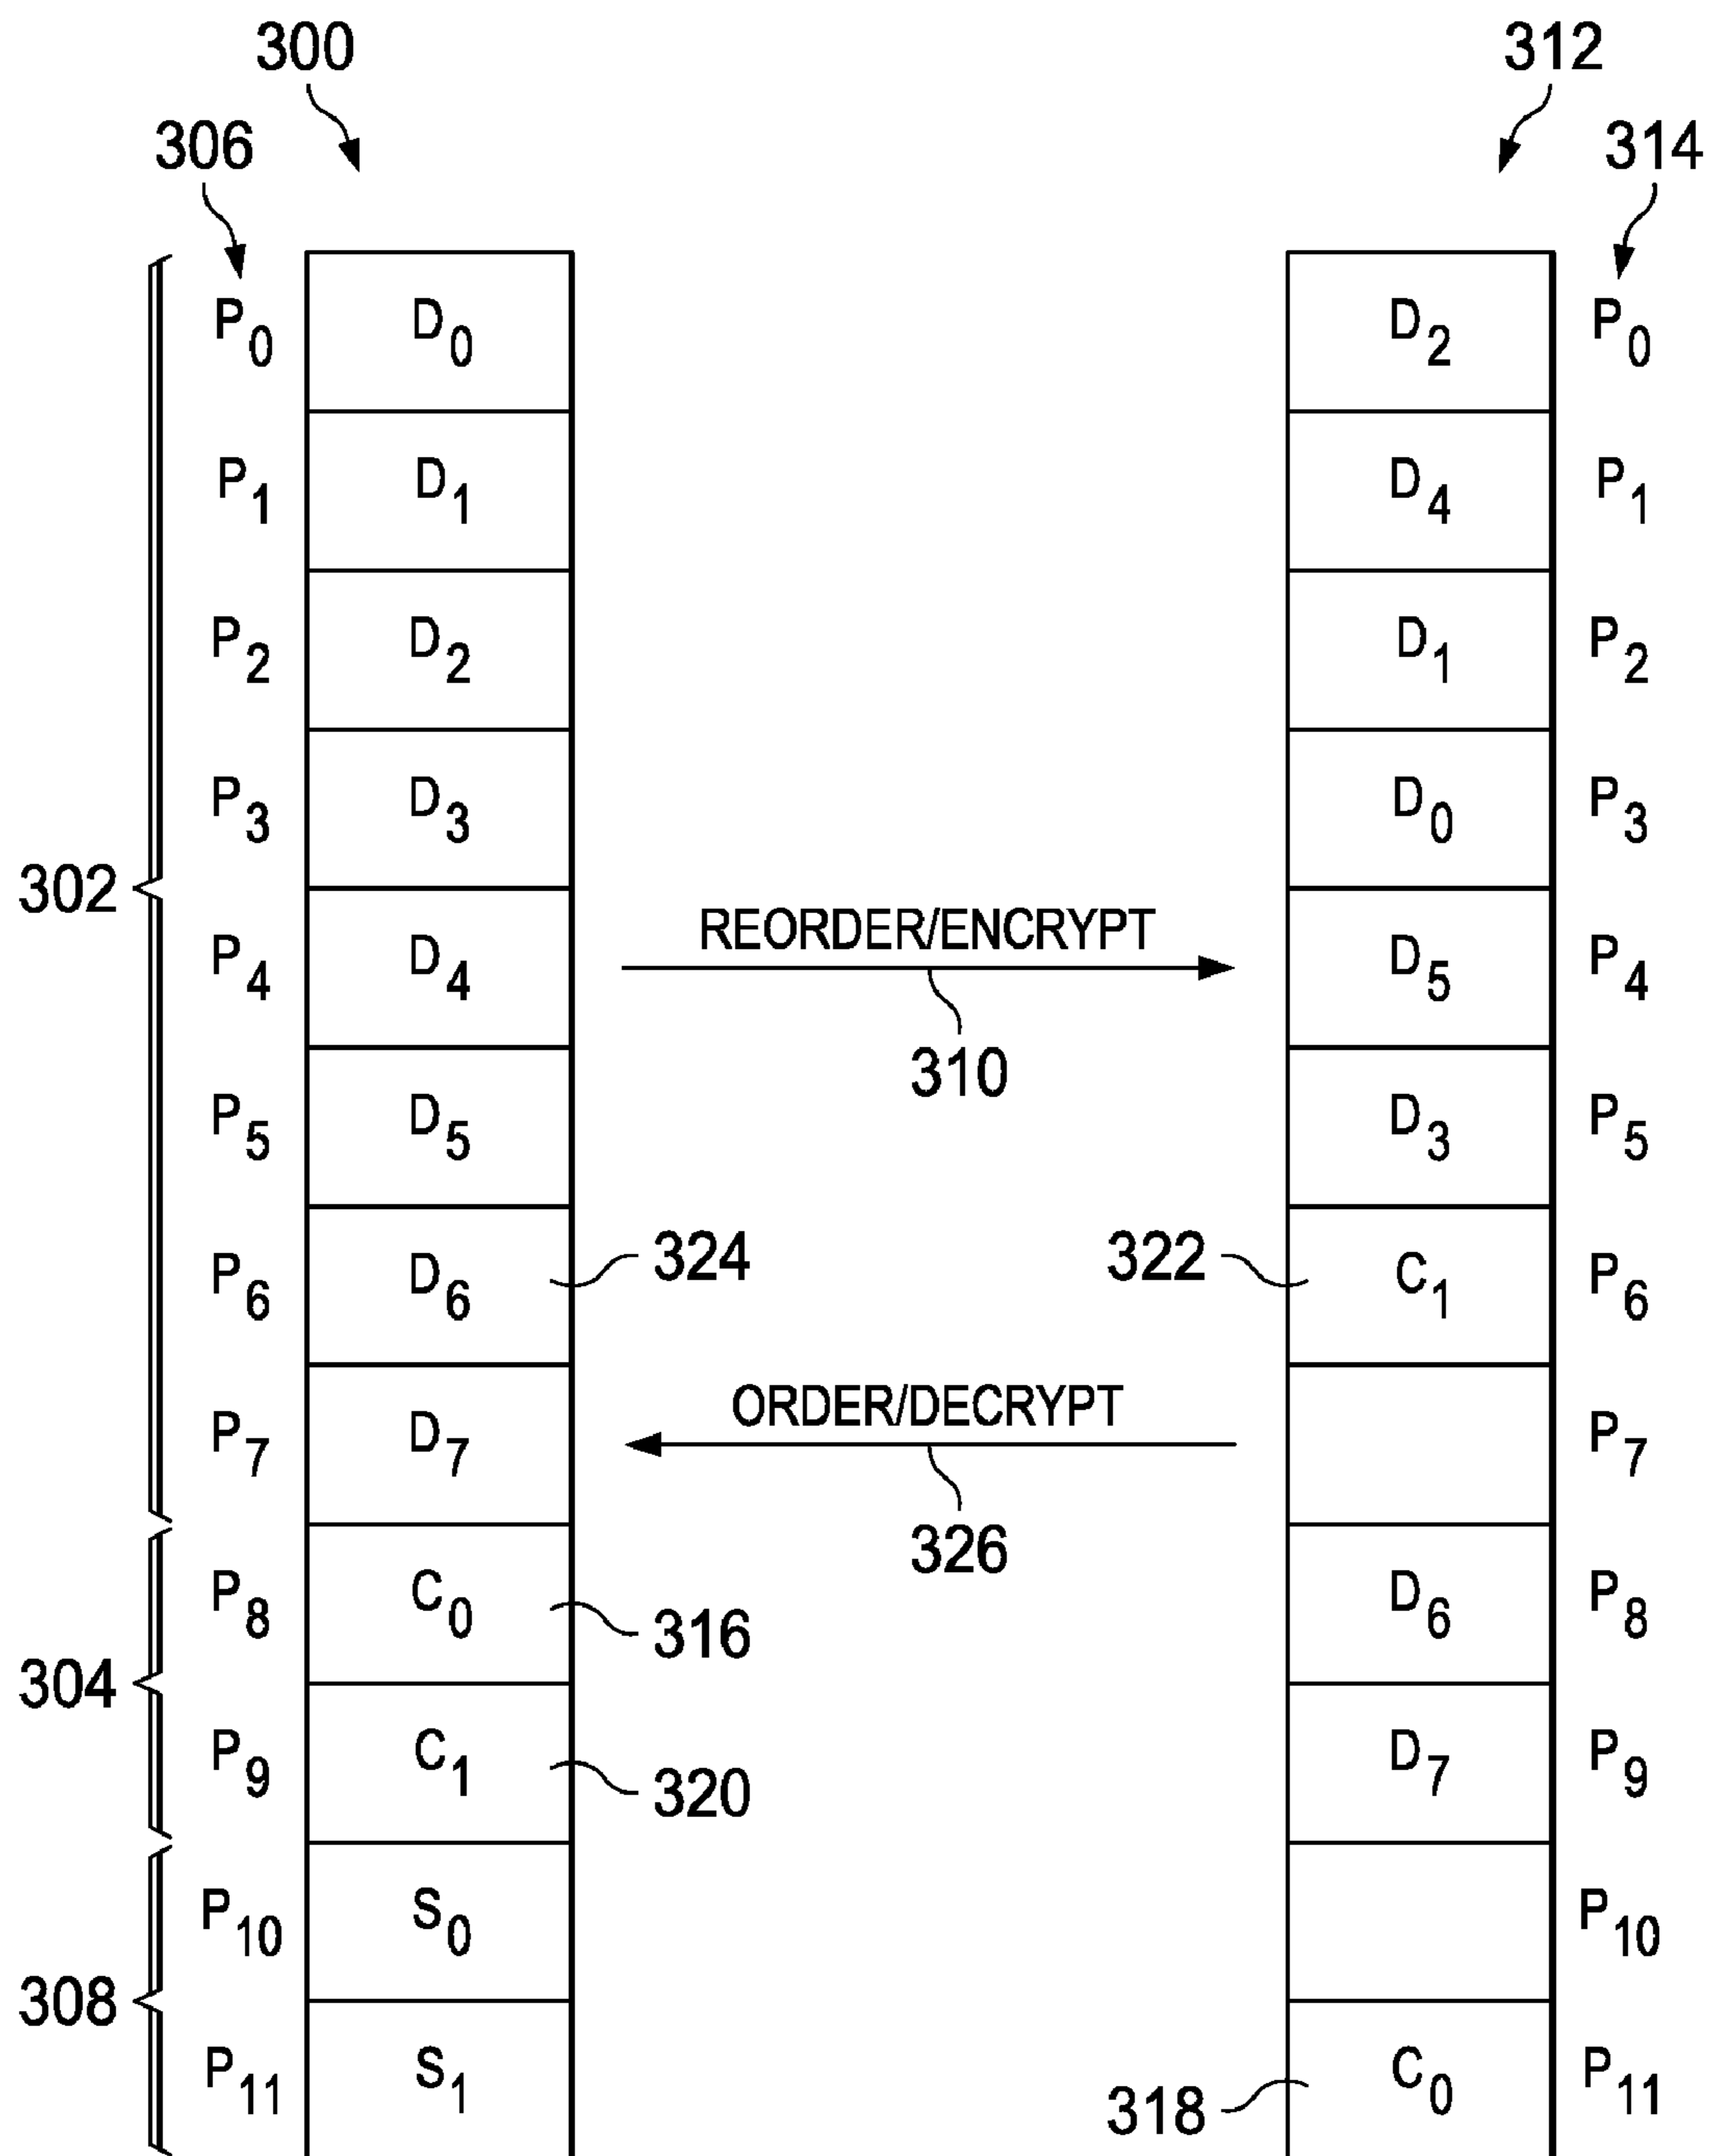 300
312
306
314
P0 D0 D2 P0
P1 D1 D4 P1
P2 D2 D1 P2
P3 D3 D0 P3
302
REORDER/ENCRYPT
P4 D4 D5 P4
310
P5 D5 D3 P5
324 322
P6 D6 C1 P6
ORDER/DECRYPT
P7 D7 P7
326
P8 C0 D6 P8
316
304
P9 C1 D7 P9
320
P10 S0 P10
308
P11 S1 C0 P11
318